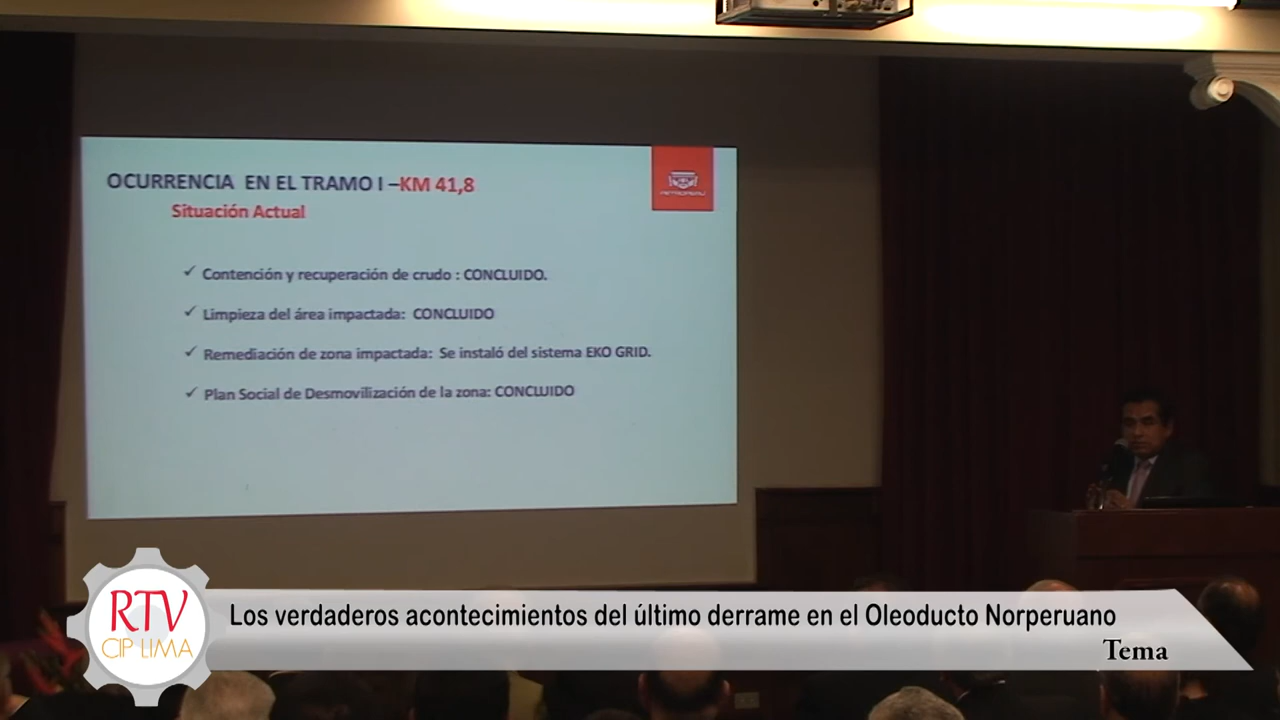 OCURRENCIA EN EL TRAMO I –KM 41,8
Situación Actual
PETROPERU
✓ Contención y recuperación de crudo : CONCLUIDO.
✓ Limpieza del área impactada: CONCLUIDO
✓ Remediación de zona impactada: Se instaló del sistema EKO GRID.
✓ Plan Social de Desmovilización de la zona: CONCLUIDO
RTV
CIP LIMA
Los verdaderos acontecimientos del último derrame en el Oleoducto Norperuano
Tema